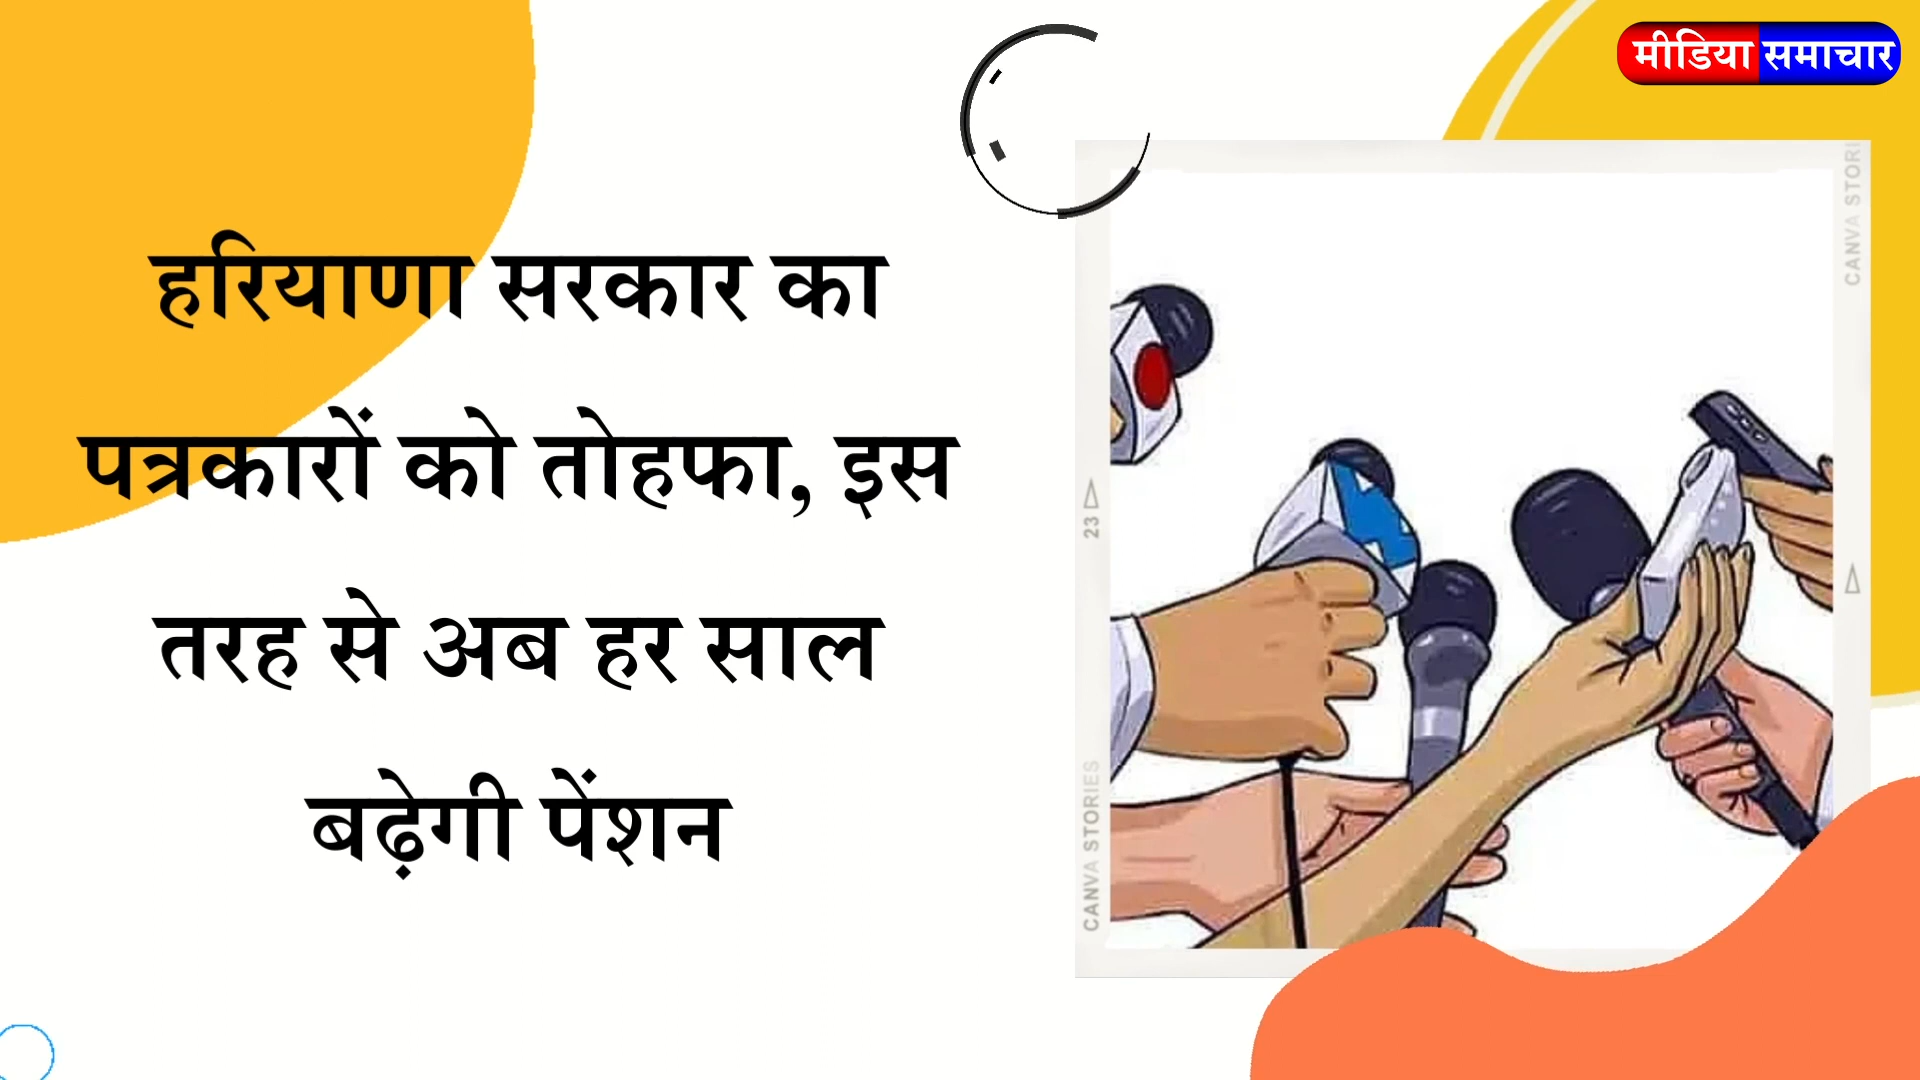 मीडिया समाचार
हरियाणा सरकार का
पत्रकारों को तोहफा, इस
तरह से अब हर साल
बढ़ेगी पेंशन
CANVA STORI
23
CANVA STORIES